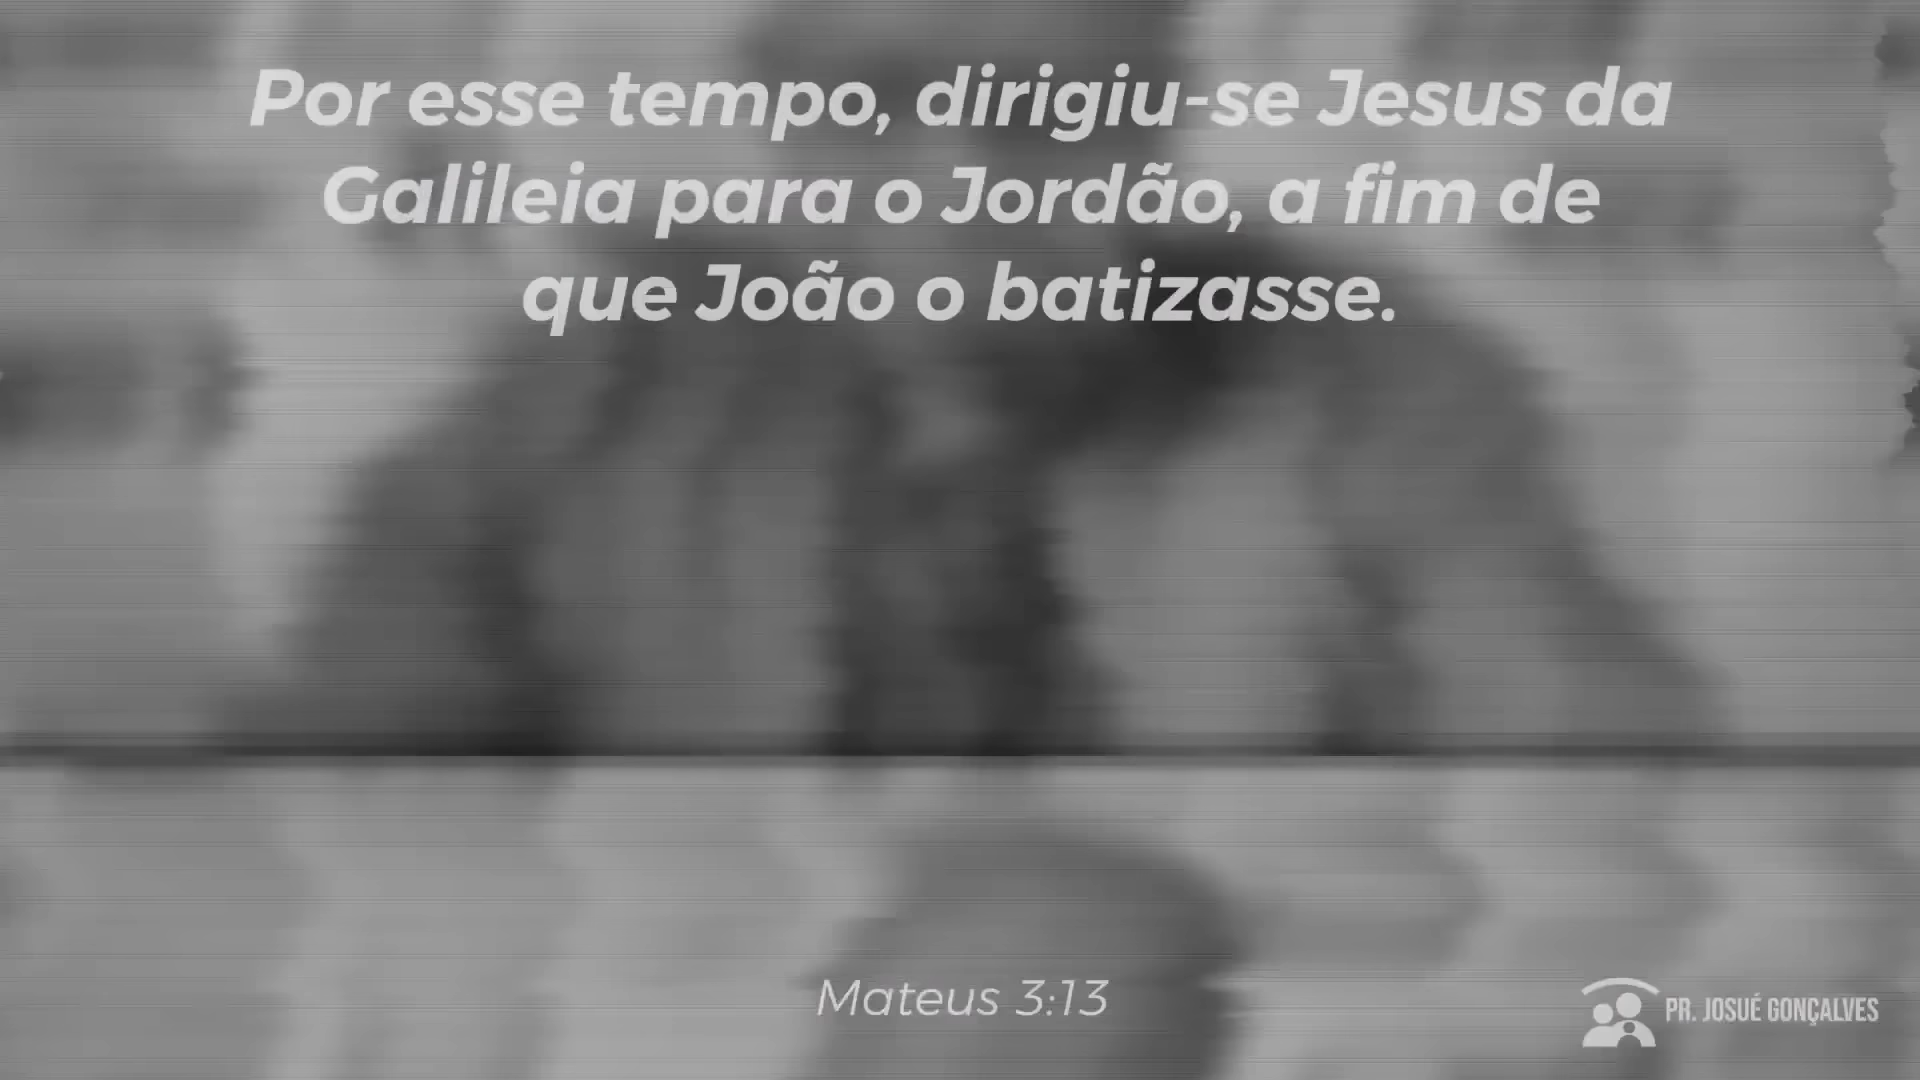 Por esse tempo, dirigiu-se Jesus da
Galileia para o Jordão, a fim de
que João o batizasse.
Mateus 3:13
PR. JOSUÉ GONÇALVES